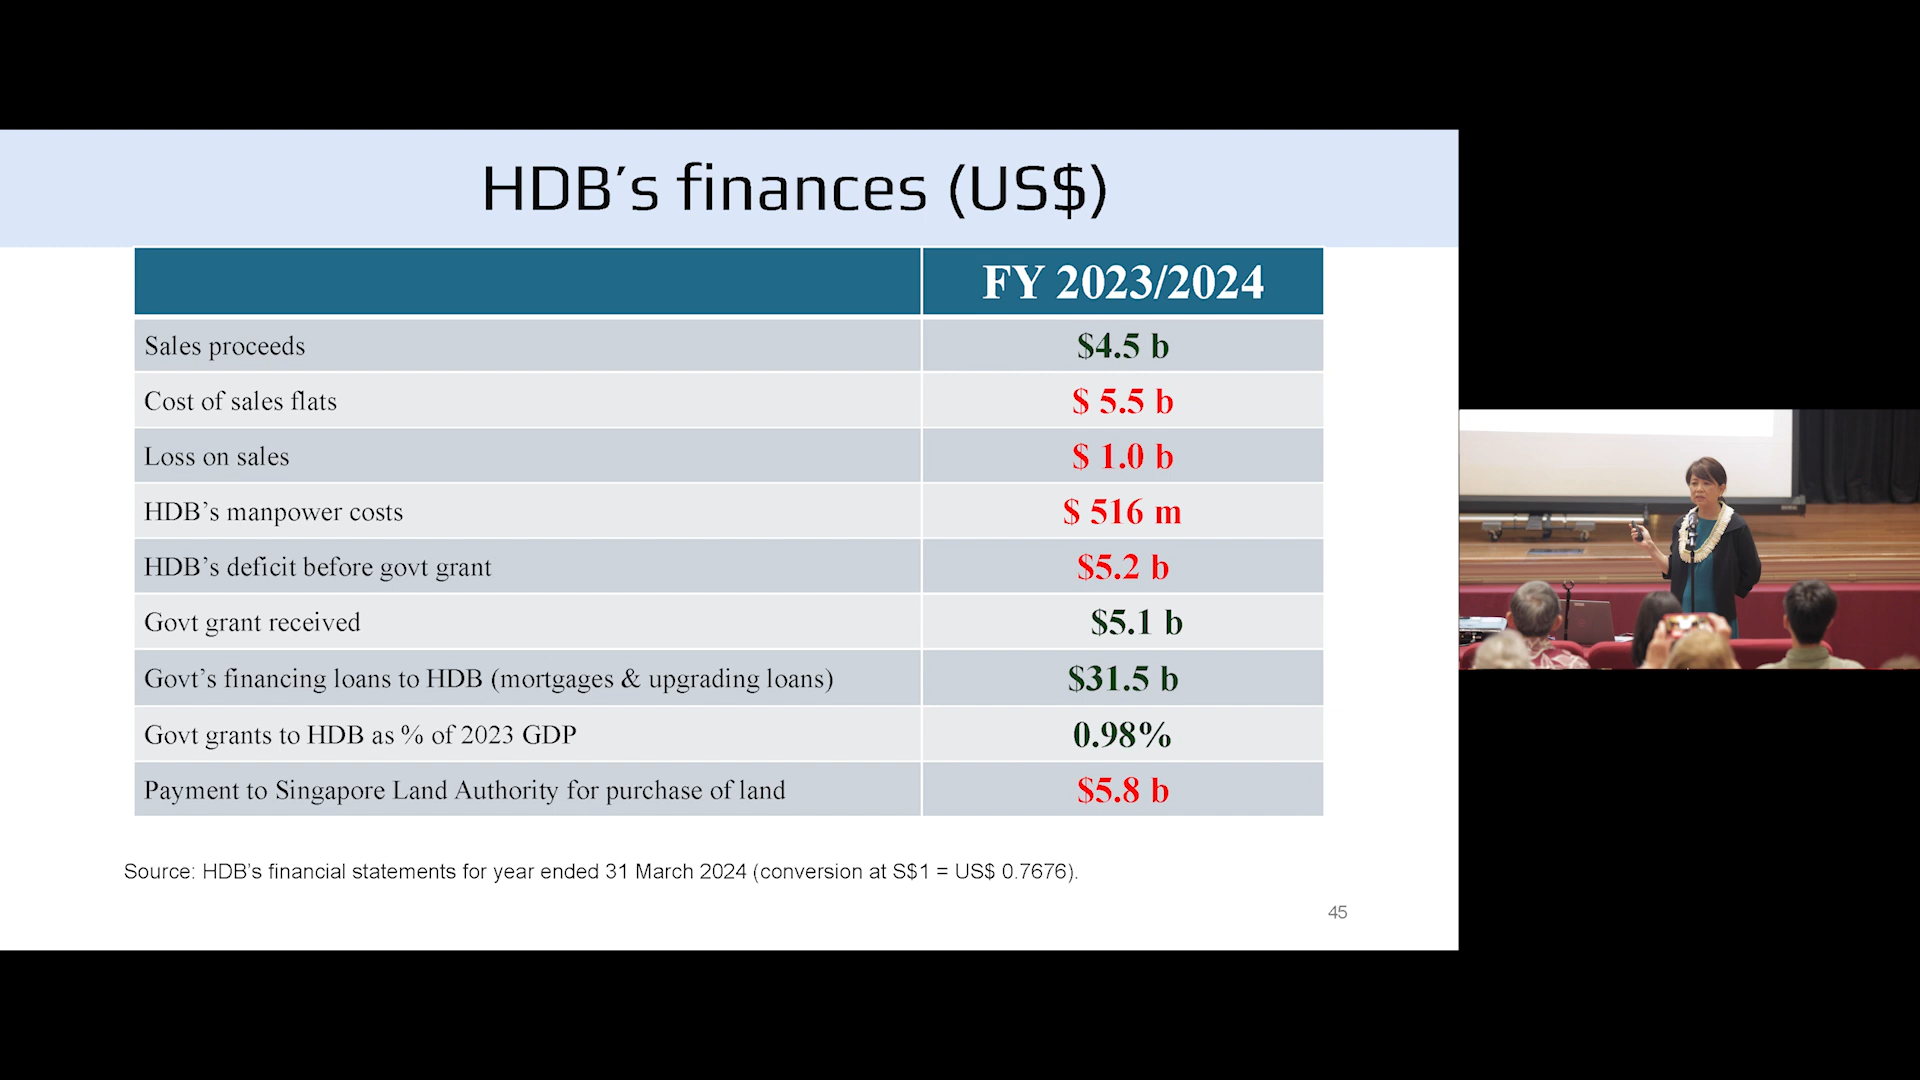 HDB’s finances (US$)
FY 2023/2024
Sales proceeds $4.5 b
Cost of sales flats $ 5.5 b
Loss on sales $ 1.0 b
HDB’s manpower costs $ 516 m
HDB’s deficit before govt grant $5.2 b
Govt grant received $5.1 b
Govt’s financing loans to HDB (mortgages & upgrading loans) $31.5 b
Govt grants to HDB as % of 2023 GDP 0.98%
Payment to Singapore Land Authority for purchase of land $5.8 b
Source: HDB’s financial statements for year ended 31 March 2024 (conversion at S$1 = US$ 0.7676).
45